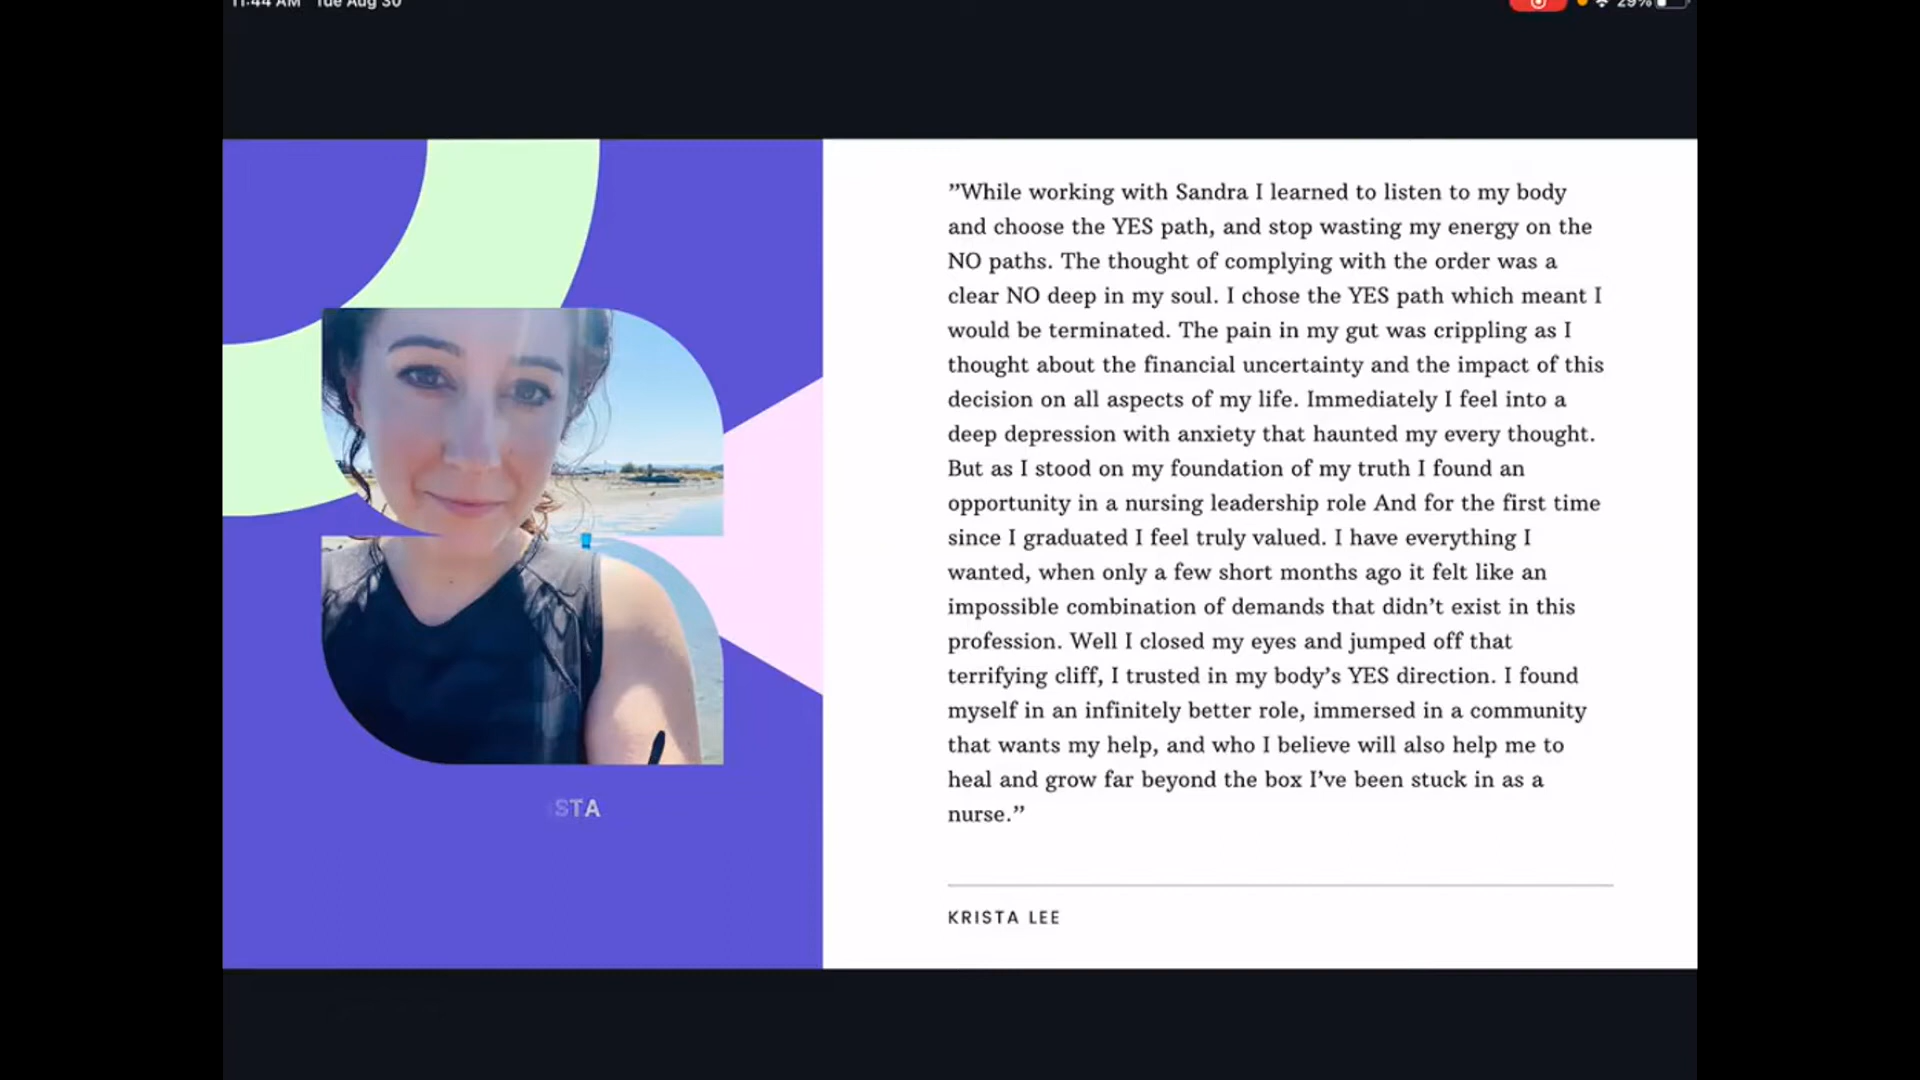 11:44 AM Tue Aug 30
29%
”While working with Sandra I learned to listen to my body
and choose the YES path, and stop wasting my energy on the
NO paths. The thought of complying with the order was a
clear NO deep in my soul. I chose the YES path which meant I
would be terminated. The pain in my gut was crippling as I
thought about the financial uncertainty and the impact of this
decision on all aspects of my life. Immediately I feel into a
deep depression with anxiety that haunted my every thought.
But as I stood on my foundation of my truth I found an
opportunity in a nursing leadership role And for the first time
since I graduated I feel truly valued. I have everything I
wanted, when only a few short months ago it felt like an
impossible combination of demands that didn’t exist in this
profession. Well I closed my eyes and jumped off that
terrifying cliff, I trusted in my body’s YES direction. I found
myself in an infinitely better role, immersed in a community
that wants my help, and who I believe will also help me to
heal and grow far beyond the box I’ve been stuck in as a
nurse.”
STA
KRISTA LEE